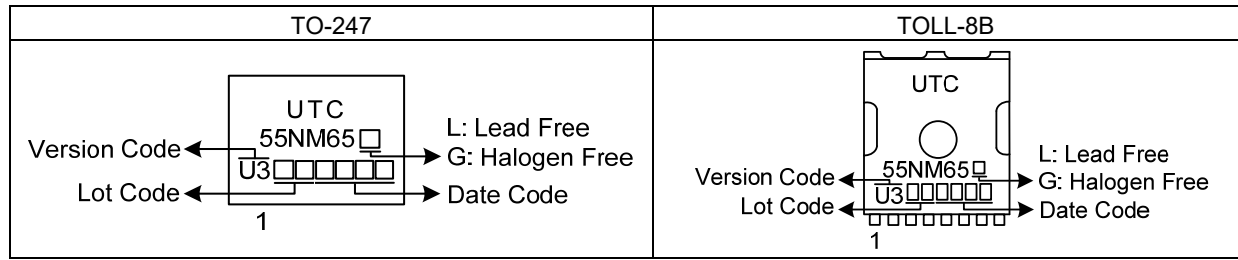 TO-247
UTC
55NM65□
L: Lead Free
G: Halogen Free
Version Code
U3□□□□□□
Lot Code
Date Code
1
TOLL-8B
UTC
55NM65□
L: Lead Free
G: Halogen Free
Version Code
U3□□□□□□
Lot Code
Date Code
1